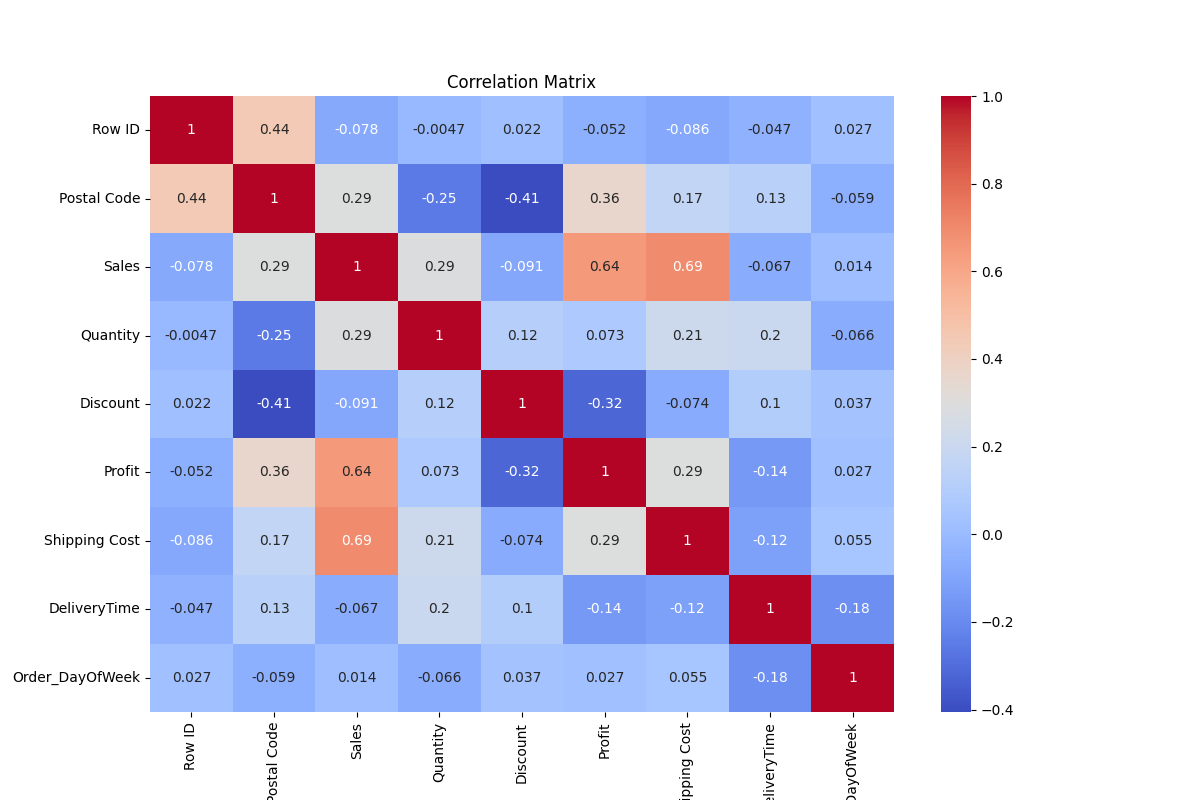 Correlation Matrix
Row ID 1 0.44 -0.078 -0.0047 0.022 -0.052 -0.086 -0.047 0.027
Postal Code 0.44 1 0.29 -0.25 -0.41 0.36 0.17 0.13 -0.059
Sales -0.078 0.29 1 0.29 -0.091 0.64 0.69 -0.067 0.014
Quantity -0.0047 -0.25 0.29 1 0.12 0.073 0.21 0.2 -0.066
Discount 0.022 -0.41 -0.091 0.12 1 -0.32 -0.074 0.1 0.037
Profit -0.052 0.36 0.64 0.073 -0.32 1 0.29 -0.14 0.027
Shipping Cost -0.086 0.17 0.69 0.21 -0.074 0.29 1 -0.12 0.055
DeliveryTime -0.047 0.13 -0.067 0.2 0.1 -0.14 -0.12 1 -0.18
Order_DayOfWeek 0.027 -0.059 0.014 -0.066 0.037 0.027 0.055 -0.18 1
Row ID
Postal Code
Sales
Quantity
Discount
Profit
ipping Cost
eliveryTime
DayOfWeek
1.0
0.8
0.6
0.4
0.2
0.0
−0.2
−0.4